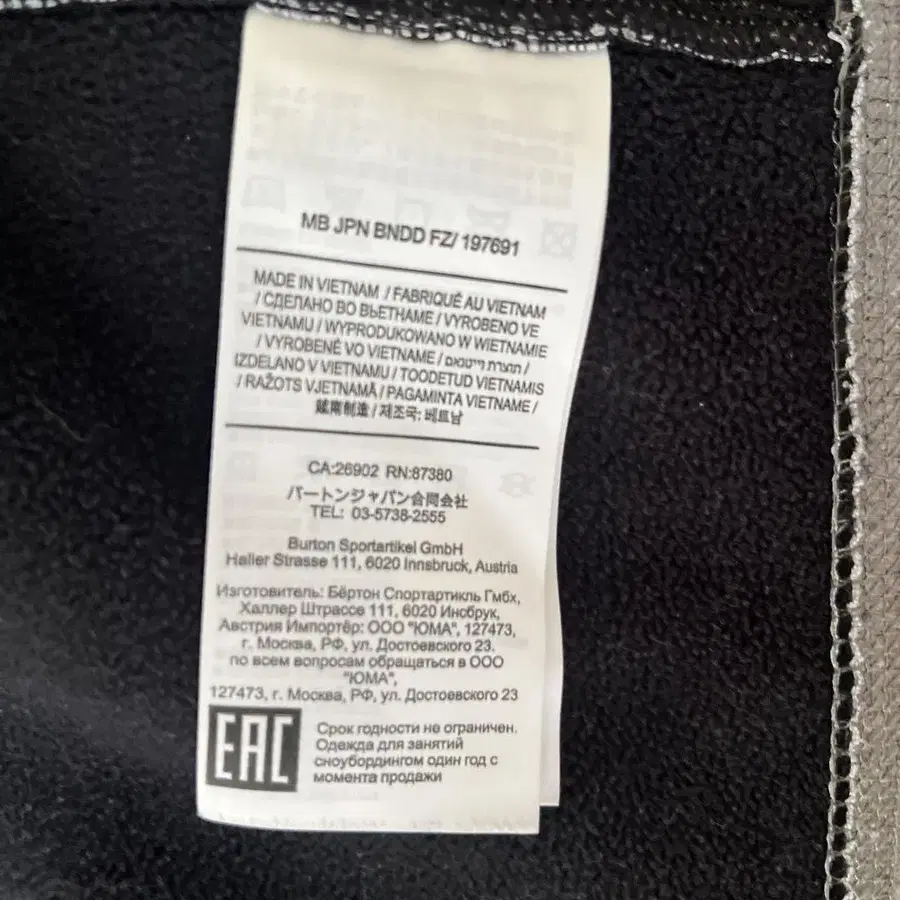 MB JPN BNDD FZ/ 197691
MADE IN VIETNAM / FABRIQUÉ AU VIETNAM
/ СДЕЛАНО ВО ВЬЕТНАМЕ / VYROBENO VE
VIETNAMU / WYPRODUKOWANO W WIETNAMIE
/ VYROBENÉ VO VIETNAME / תוצרת וייטנאם /
IZDELANO V VIETNAMU / TOODETUD VIETNAMIS
/ RAŽOTS VJETNAMĀ / PAGAMINTA VIETNAME /
越南制造 / 제조국: 베트남
CA:26902 RN:87380
バートンジャパン合同会社
TEL: 03-5738-2555
Burton Sportartikel GmbH
Haller Strasse 111, 6020 Innsbruck, Austria
Изготовитель: Бёртон Спортартикль Гмбх,
Халлер Штрассе 111, 6020 Инсбрук,
Австрия Импортёр: ООО "ЮМА", 127473,
г. Москва, РФ, ул. Достоевского 23.
по всем вопросам обращаться в ООО
"ЮМА",
127473, г. Москва, РФ, ул. Достоевского 23
EAC
Срок годности не ограничен.
Одежда для занятий
сноубордингом один год с
момента продажи